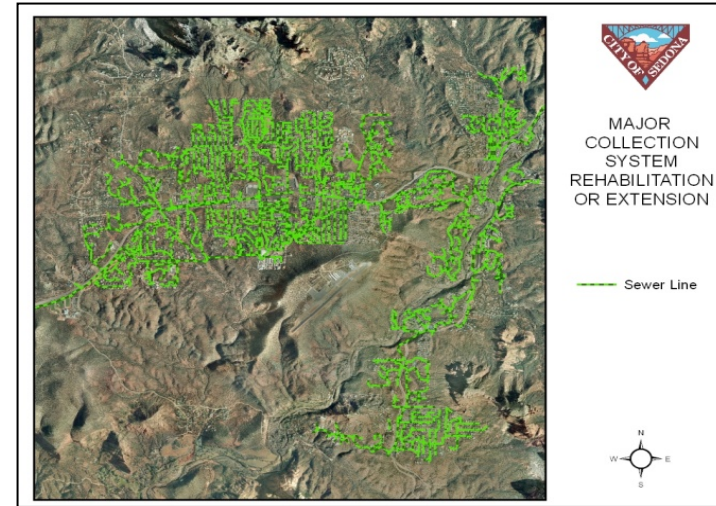 CITY OF SEDONA
MAJOR
COLLECTION
SYSTEM
REHABILITATION
OR EXTENSION
Sewer Line
N
W E
S